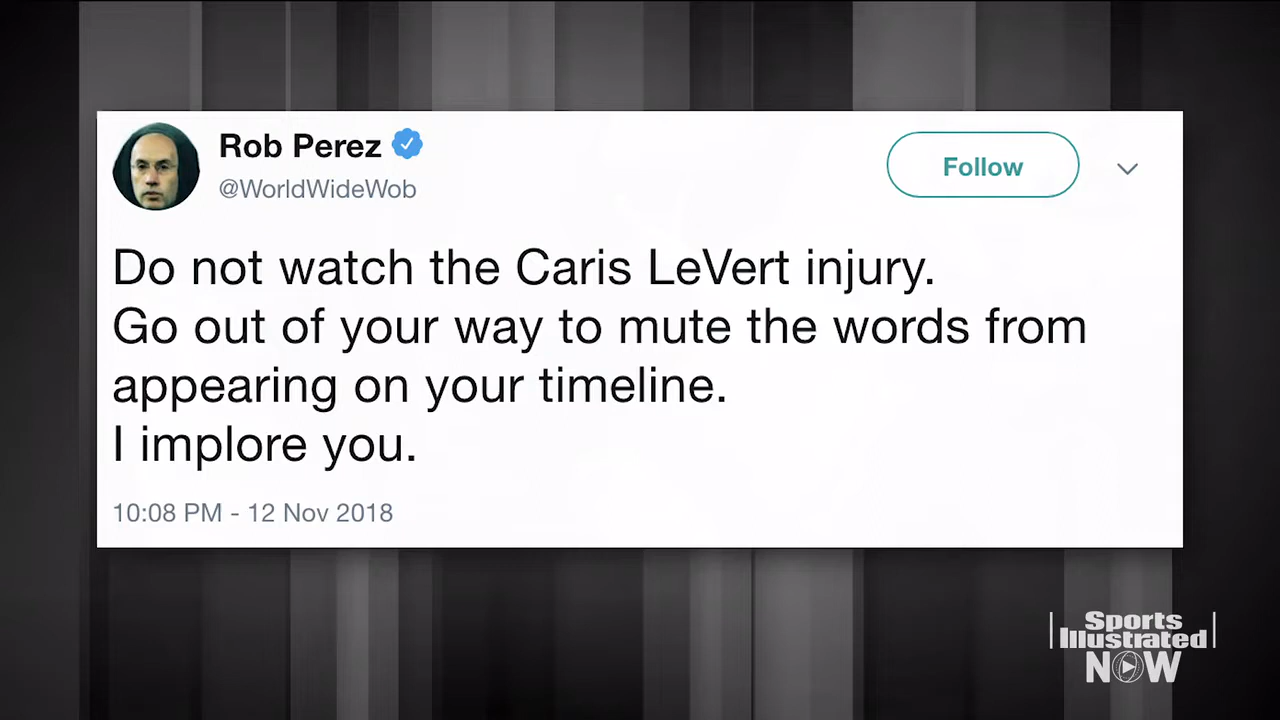 Rob Perez
@WorldWideWob
Follow
Do not watch the Caris LeVert injury.
Go out of your way to mute the words from
appearing on your timeline.
I implore you.
10:08 PM - 12 Nov 2018
Sports
Illustrated
NOW